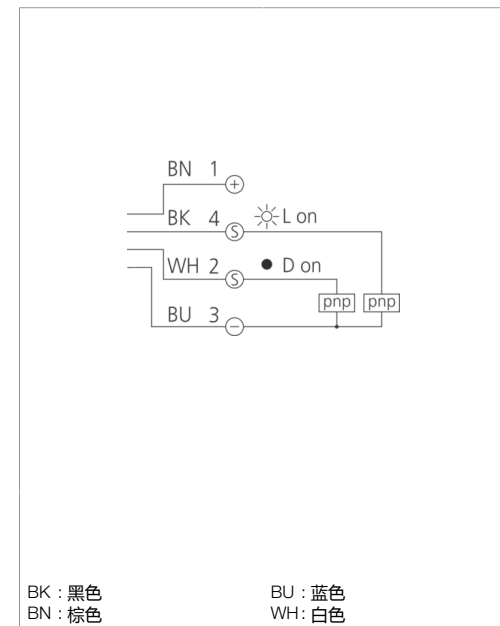 BN 1 +
BK 4 S L on
WH 2 S D on
pnp pnp
BU 3 −
BK : 黑色 BU : 蓝色
BN : 棕色 WH : 白色